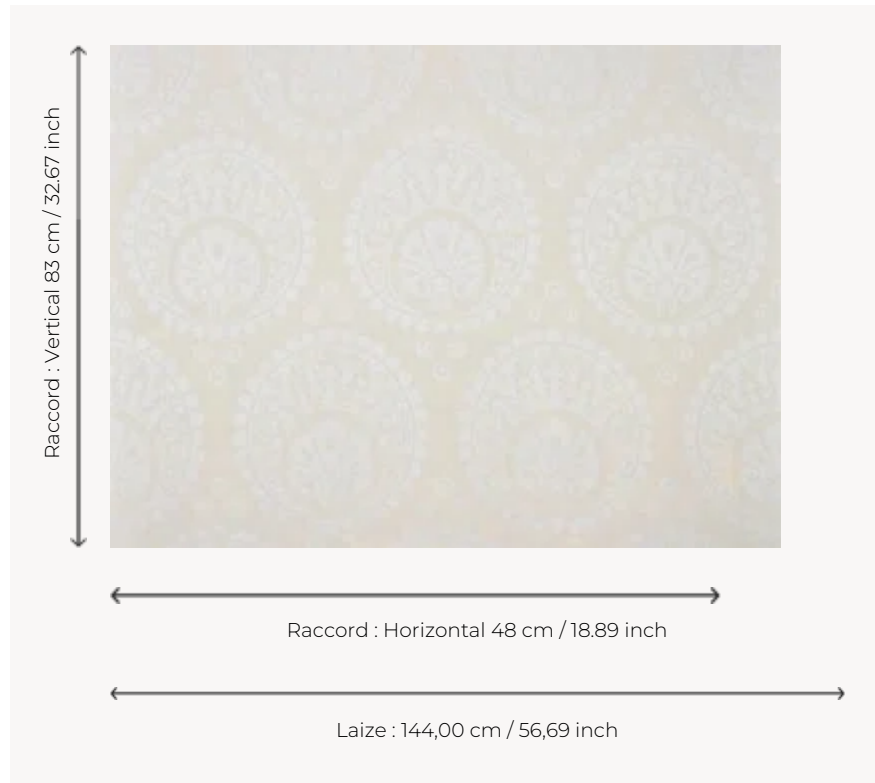 Raccord : Vertical 83 cm / 32.67 inch
Raccord : Horizontal 48 cm / 18.89 inch
Laize : 144,00 cm / 56,69 inch